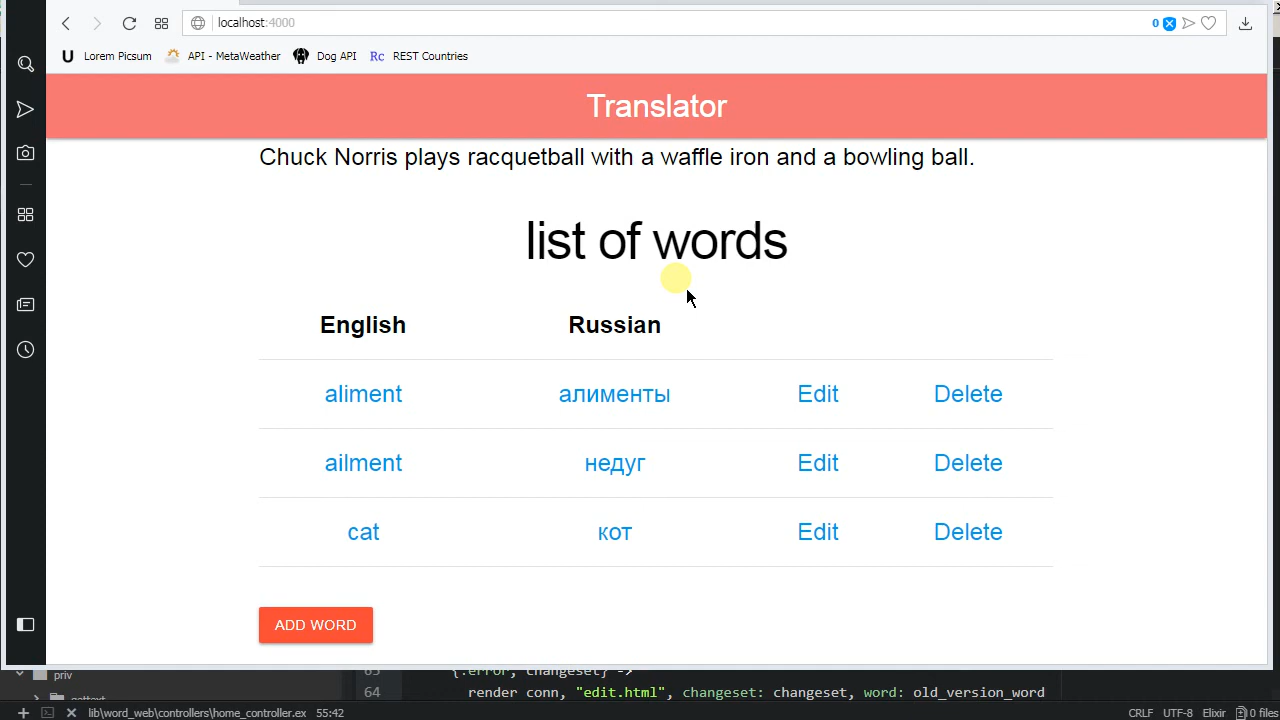 localhost:4000
0
U Lorem Picsum API - MetaWeather Dog API Rc REST Countries
Translator
Chuck Norris plays racquetball with a waffle iron and a bowling ball.
list of words
English Russian
aliment алименты Edit Delete
ailment недуг Edit Delete
cat кот Edit Delete
ADD WORD
priv
64 render conn, "edit.html", changeset: changeset, word: old_version_word
lib\word_web\controllers\home_controller.ex 55:42 CRLF UTF-8 Elixir 0 files